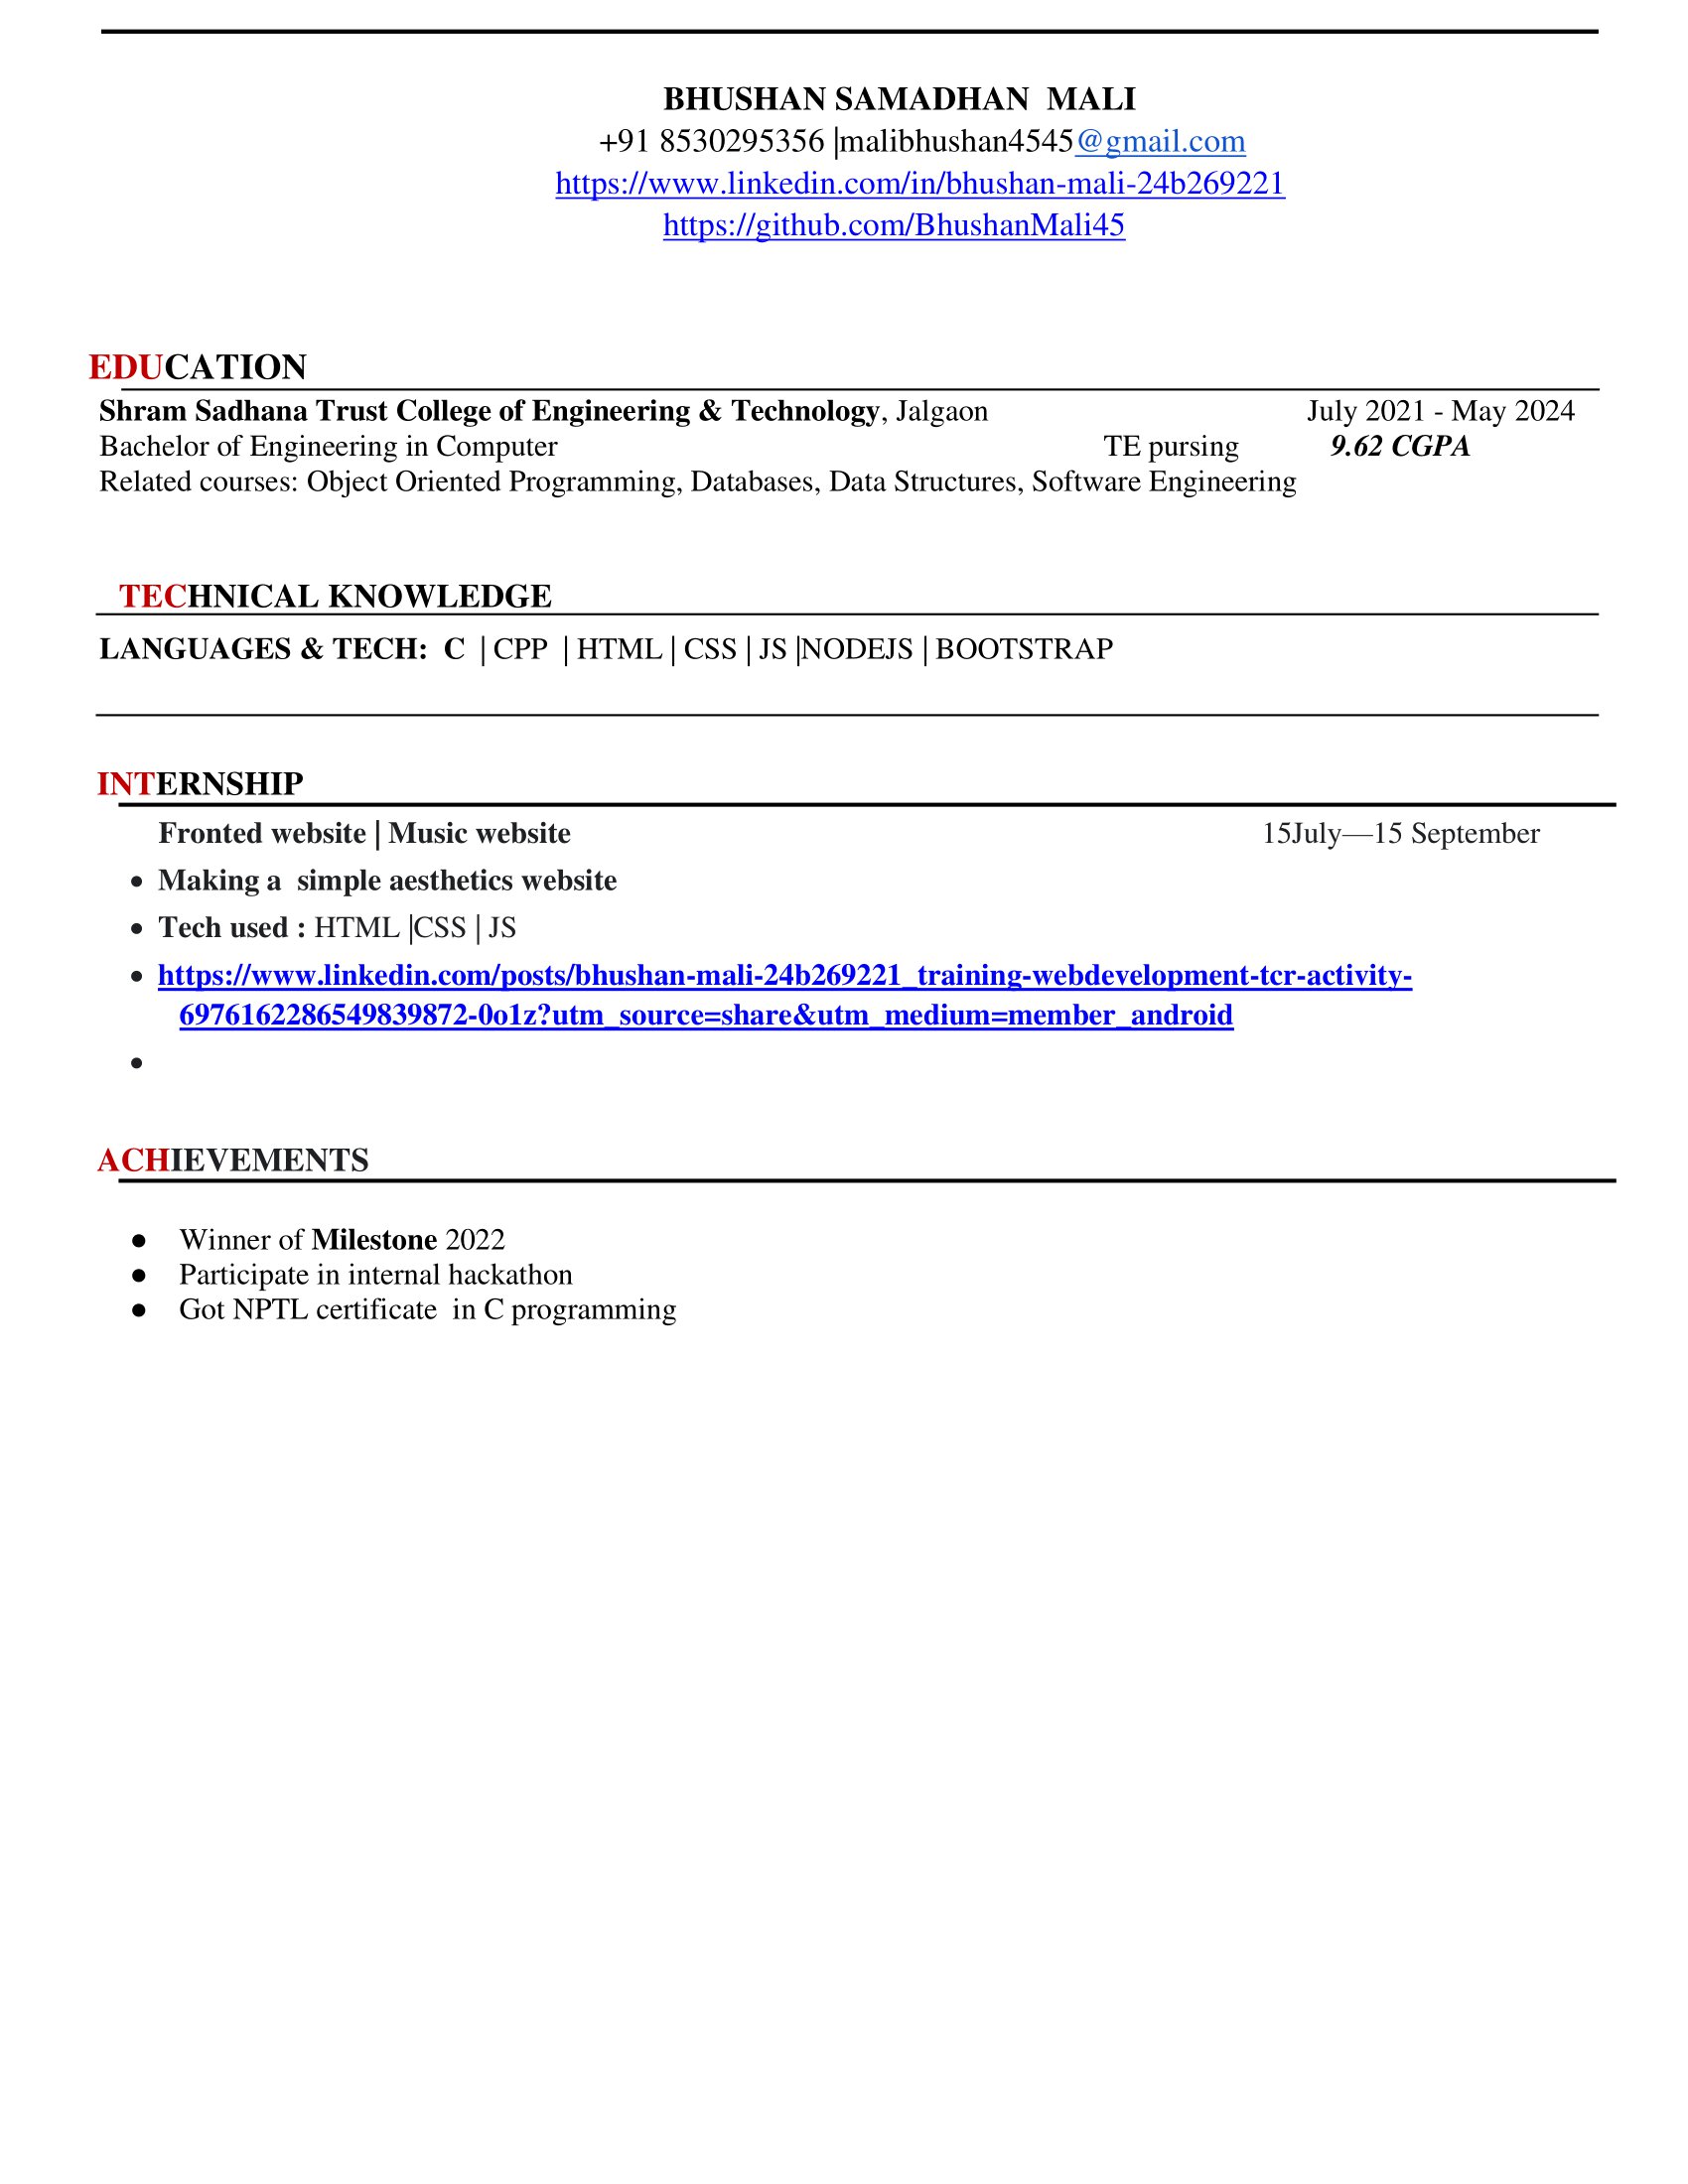 BHUSHAN SAMADHAN  MALI
+91 8530295356 |malibhushan4545@gmail.com
https://www.linkedin.com/in/bhushan-mali-24b269221
https://github.com/BhushanMali45
EDUCATION
Shram Sadhana Trust College of Engineering & Technology, Jalgaon July 2021 - May 2024
Bachelor of Engineering in Computer TE pursing 9.62 CGPA
Related courses: Object Oriented Programming, Databases, Data Structures, Software Engineering
TECHNICAL KNOWLEDGE
LANGUAGES & TECH:  C  | CPP  | HTML | CSS | JS |NODEJS | BOOTSTRAP
INTERNSHIP
Fronted website | Music website 15July—15 September
• Making a  simple aesthetics website
• Tech used : HTML |CSS | JS
• https://www.linkedin.com/posts/bhushan-mali-24b269221_training-webdevelopment-tcr-activity-
6976162286549839872-0o1z?utm_source=share&utm_medium=member_android
•
ACHIEVEMENTS
● Winner of Milestone 2022
● Participate in internal hackathon
● Got NPTL certificate  in C programming